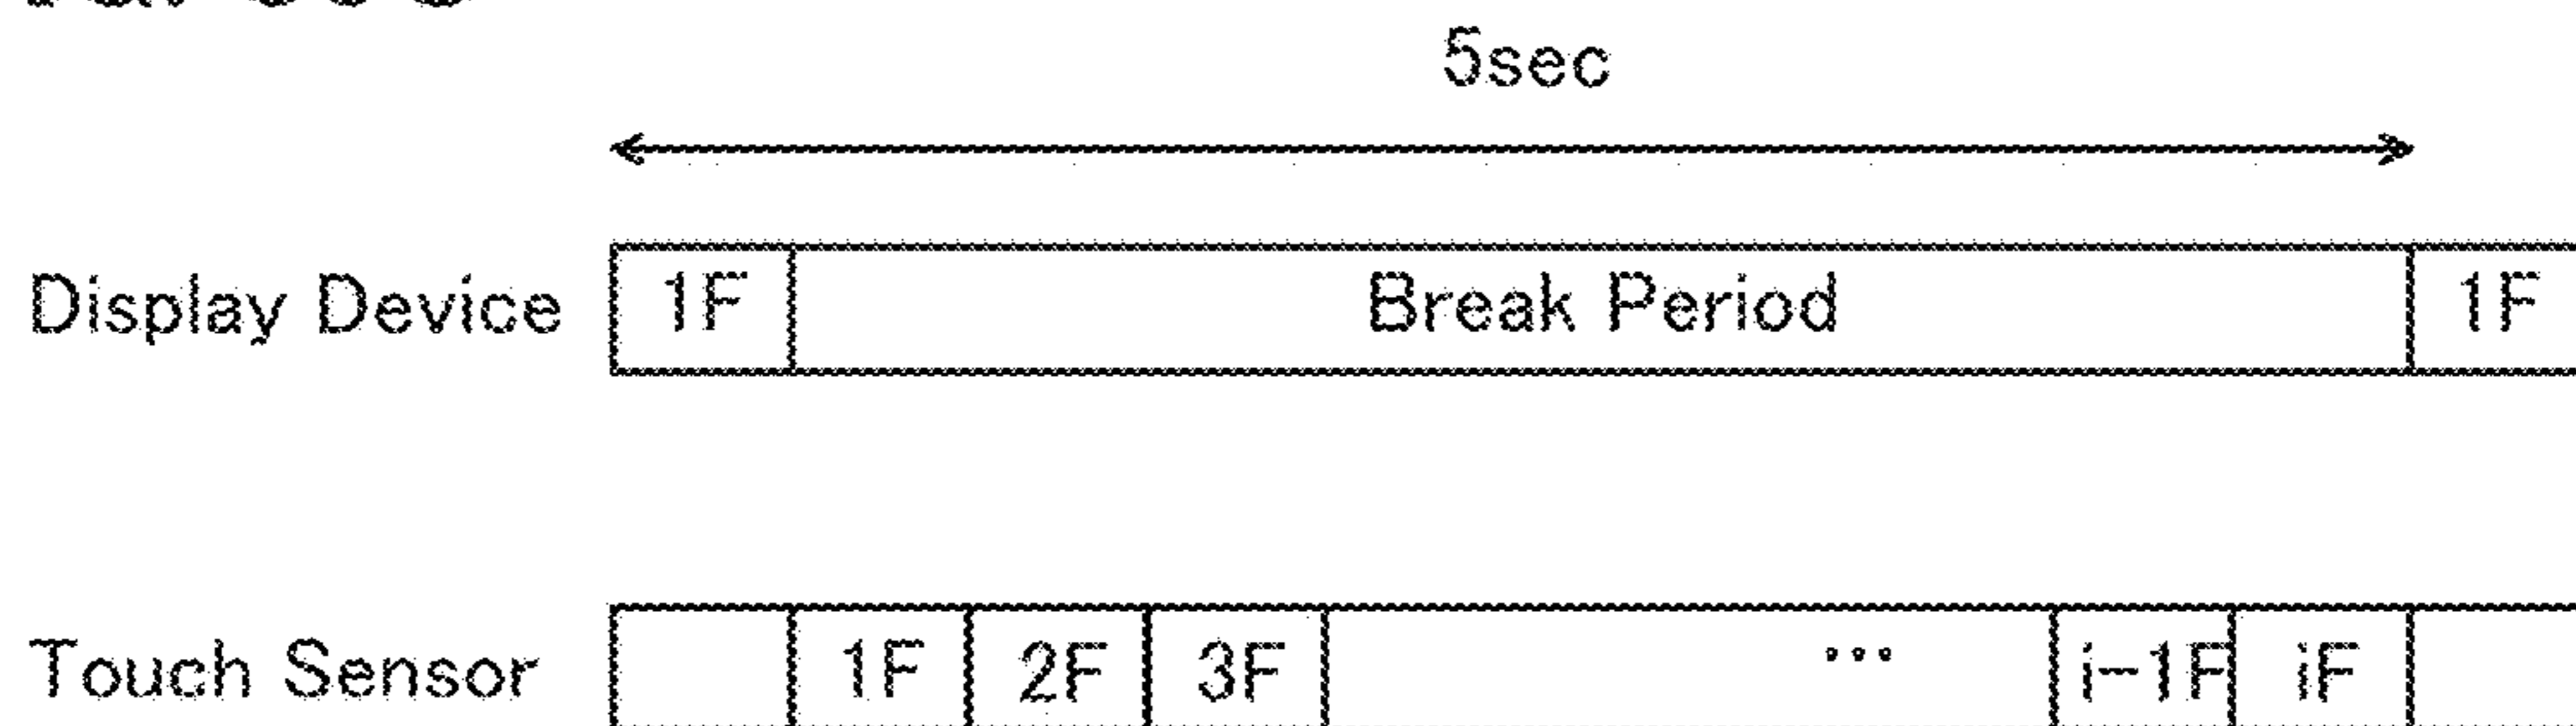 5sec
Display Device 1F Break Period 1F
Touch Sensor 1F 2F 3F ... i-1F iF